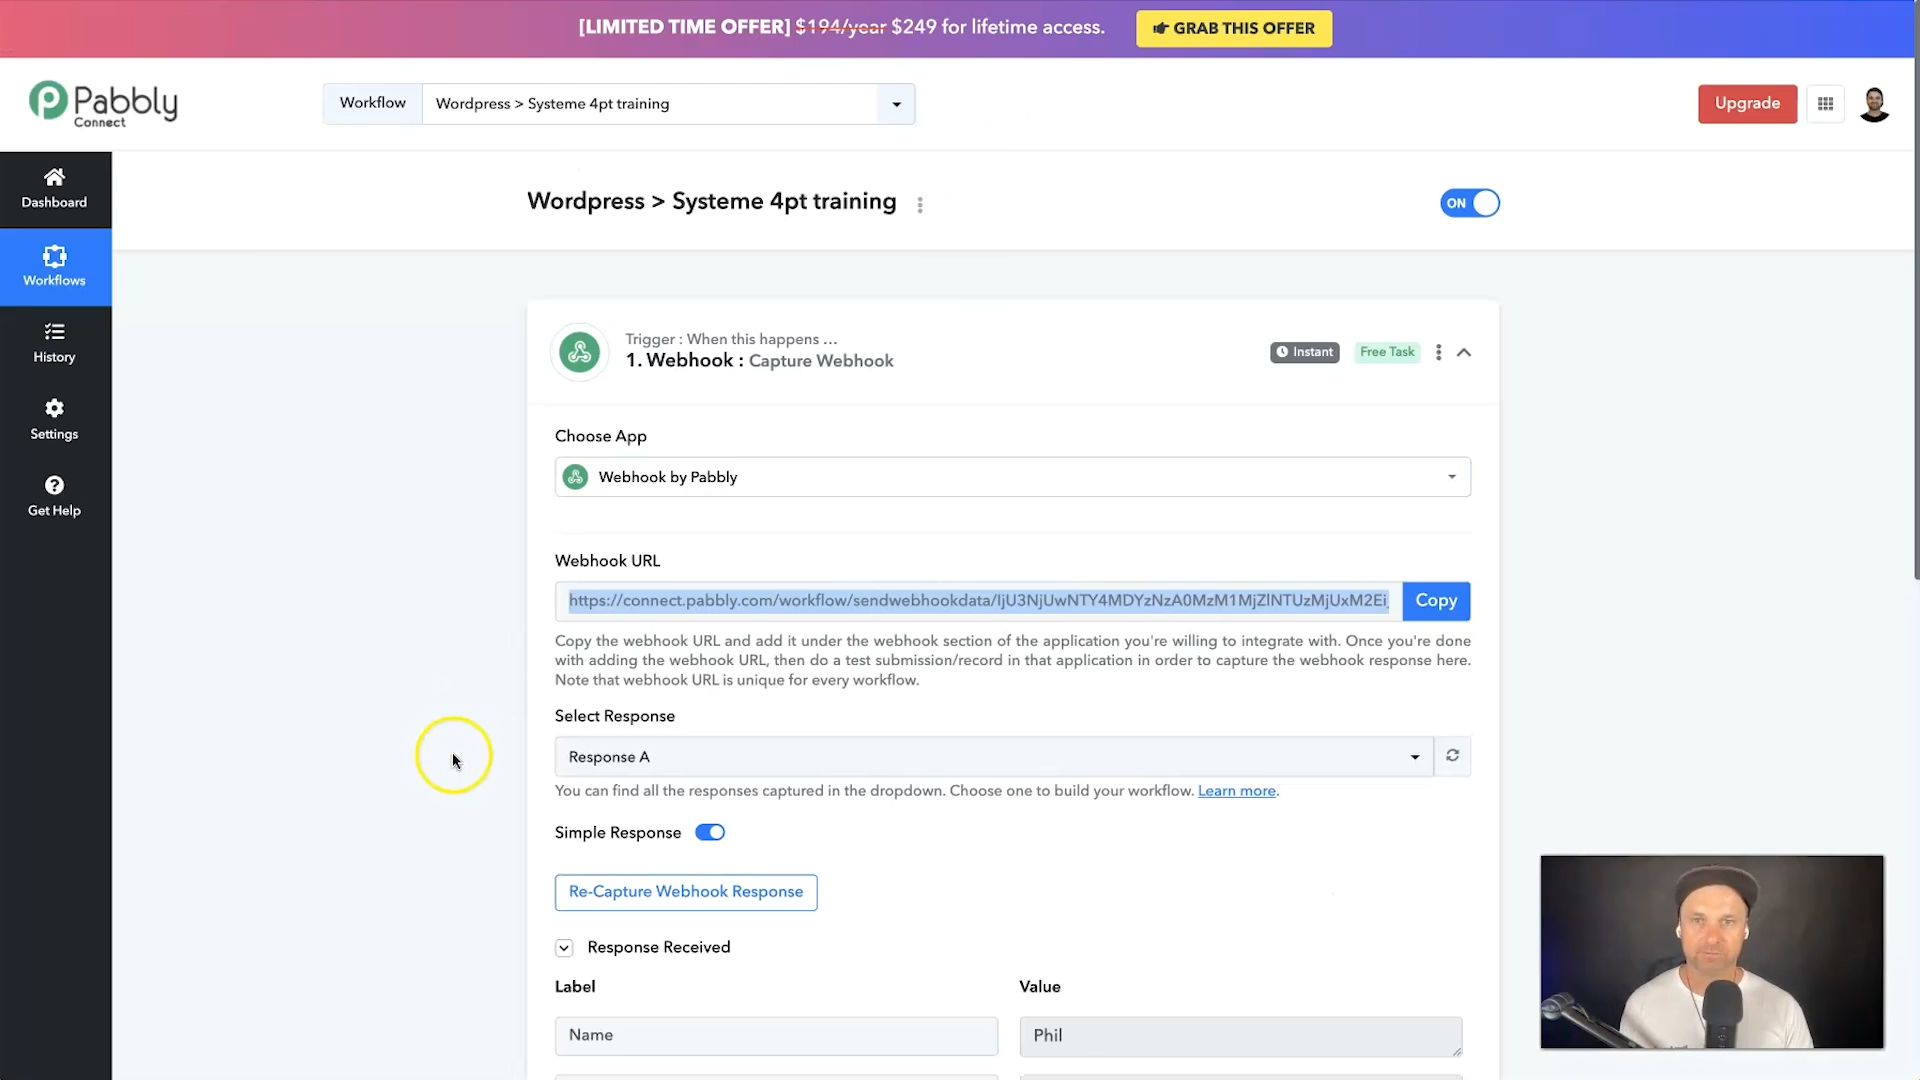 [LIMITED TIME OFFER] $194/year $249 for lifetime access.
GRAB THIS OFFER
Pabbly
Connect
Workflow
Wordpress > Systeme 4pt training
Upgrade
Dashboard
Workflows
History
Settings
Get Help
Wordpress > Systeme 4pt training
ON
Trigger : When this happens ...
1. Webhook : Capture Webhook
Instant
Free Task
Choose App
Webhook by Pabbly
Webhook URL
https://connect.pabbly.com/workflow/sendwebhookdata/IjU3NjUwNTY4MDYzNzA0MzM1MjZlNTUzMjUxM2Ei
Copy
Copy the webhook URL and add it under the webhook section of the application you're willing to integrate with. Once you're done
with adding the webhook URL, then do a test submission/record in that application in order to capture the webhook response here.
Note that webhook URL is unique for every workflow.
Select Response
Response A
You can find all the responses captured in the dropdown. Choose one to build your workflow. Learn more.
Simple Response
Re-Capture Webhook Response
Response Received
Label
Value
Name
Phil